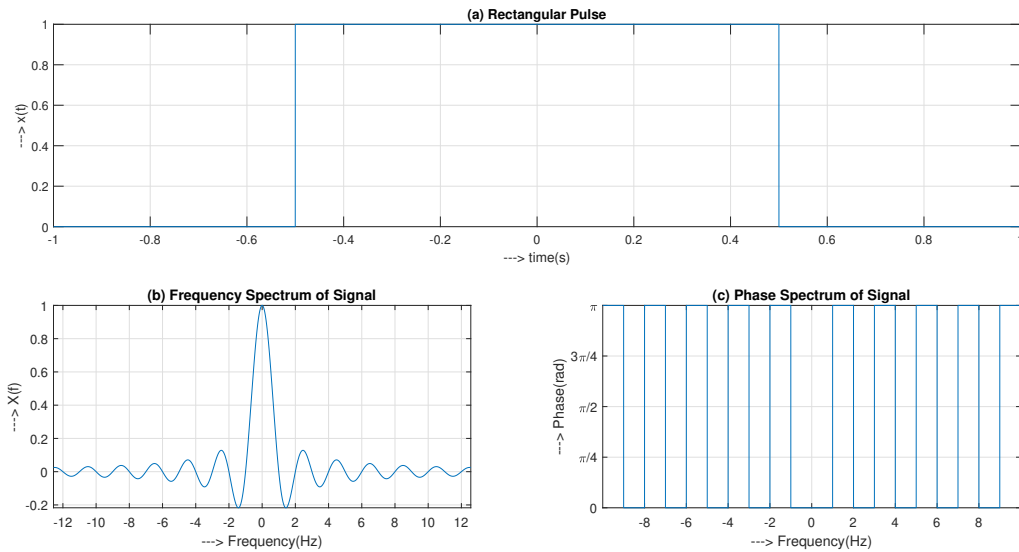 (a) Rectangular Pulse
1
0.8
0.6
0.4
0.2
0
---> x(t)
-1 -0.8 -0.6 -0.4 -0.2 0 0.2 0.4 0.6 0.8 1
---> time(s)
(b) Frequency Spectrum of Signal
1
0.8
0.6
0.4
0.2
0
-0.2
---> X(f)
-12 -10 -8 -6 -4 -2 0 2 4 6 8 10 12
---> Frequency(Hz)
(c) Phase Spectrum of Signal
π
3π/4
π/2
π/4
0
---> Phase(rad)
-8 -6 -4 -2 0 2 4 6 8
---> Frequency(Hz)